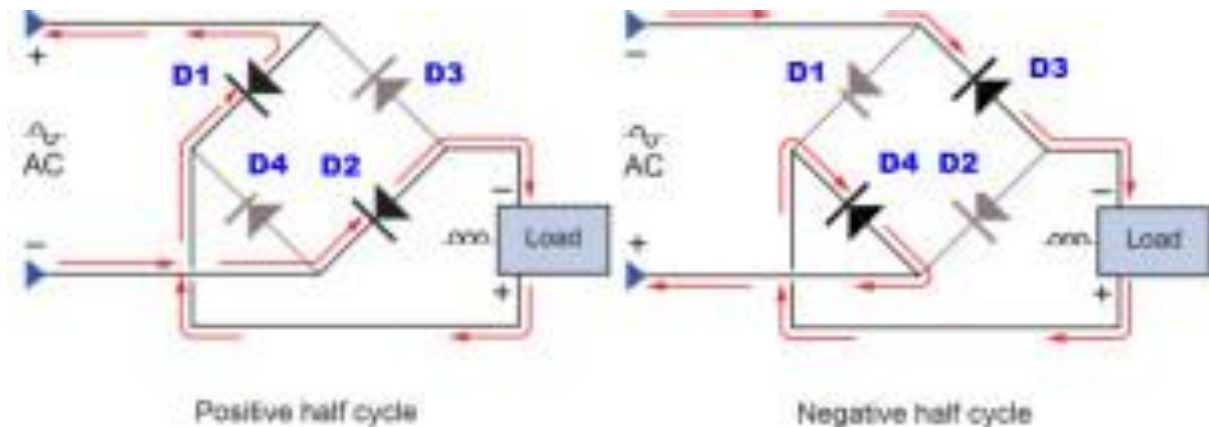 +
D1
D3
AC
D4
D2
−
−
Load
+
Positive half cycle
−
D1
D3
AC
D4
D2
−
Load
+
+
Negative half cycle